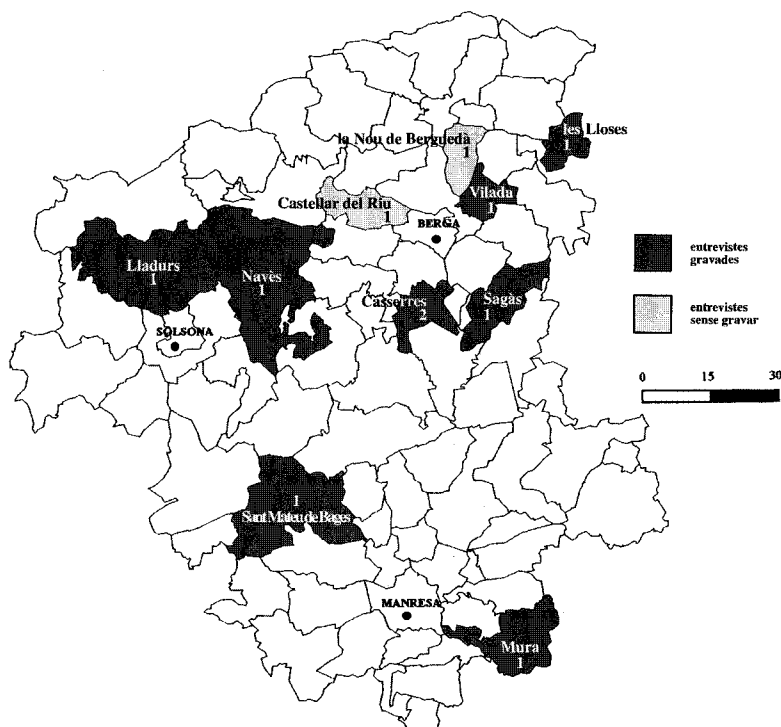 les Lloses
1
la Nou de Berguedà
1
Vilada
1
Castellar del Riu
1
BERGA
Lladurs
1
Navès
1
entrevistes
gravades
Casserres
2
Sagàs
1
entrevistes
sense gravar
SOLSONA
0 15 30
1
Sant Mateu de Bages
MANRESA
Mura
1